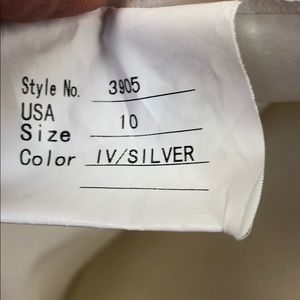 Style No. 3905
USA
Size 10
Color IV/SILVER